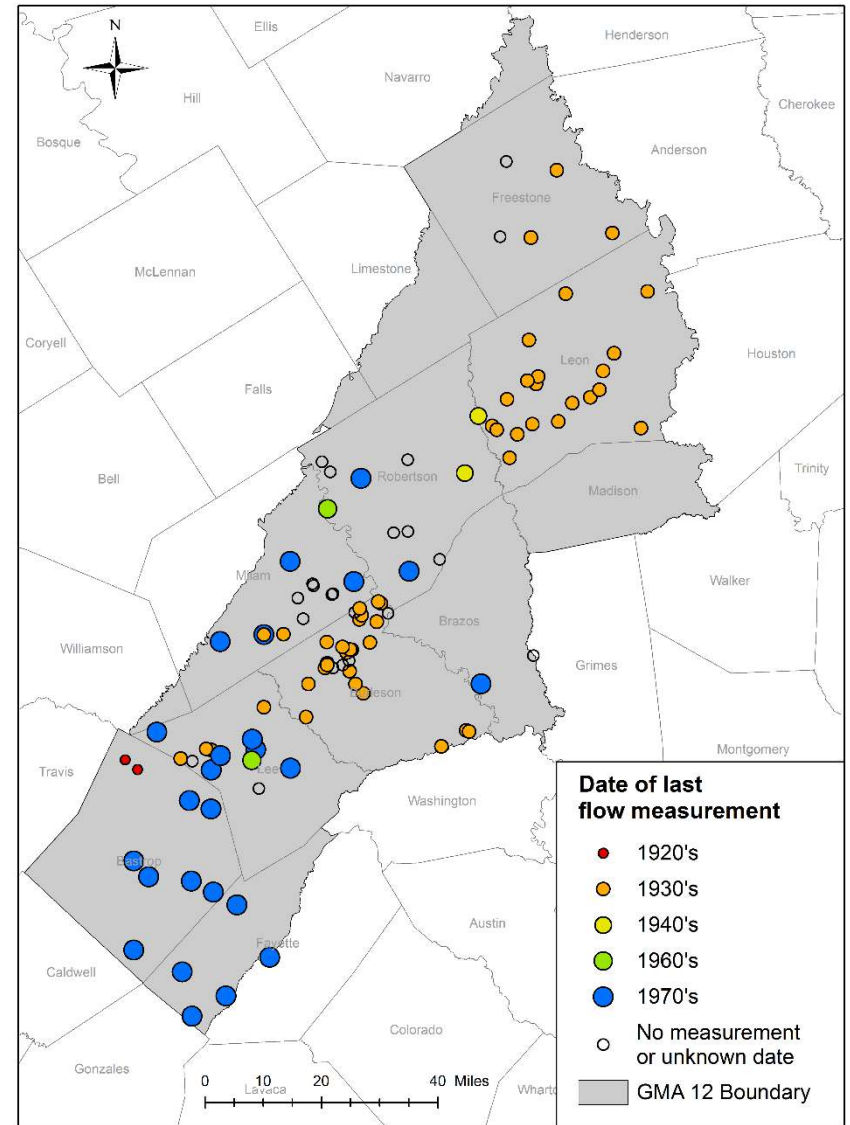 Ellis
Henderson
N
Navarro
Hill
Cherokee
Bosque
Anderson
Freestone
McLennan
Limestone
Coryell
Houston
Leon
Falls
Bell
Robertson
Trinity
Madison
Milam
Walker
Brazos
Williamson
Grimes
Burleson
Travis
Lee
Montgomery
Washington
Bastrop
Austin
Fayette
Caldwell
Colorado
Gonzales
Lavaca
Wharto
0 10 20 40 Miles
Date of last
flow measurement
1920's
1930's
1940's
1960's
1970's
No measurement
or unknown date
GMA 12 Boundary